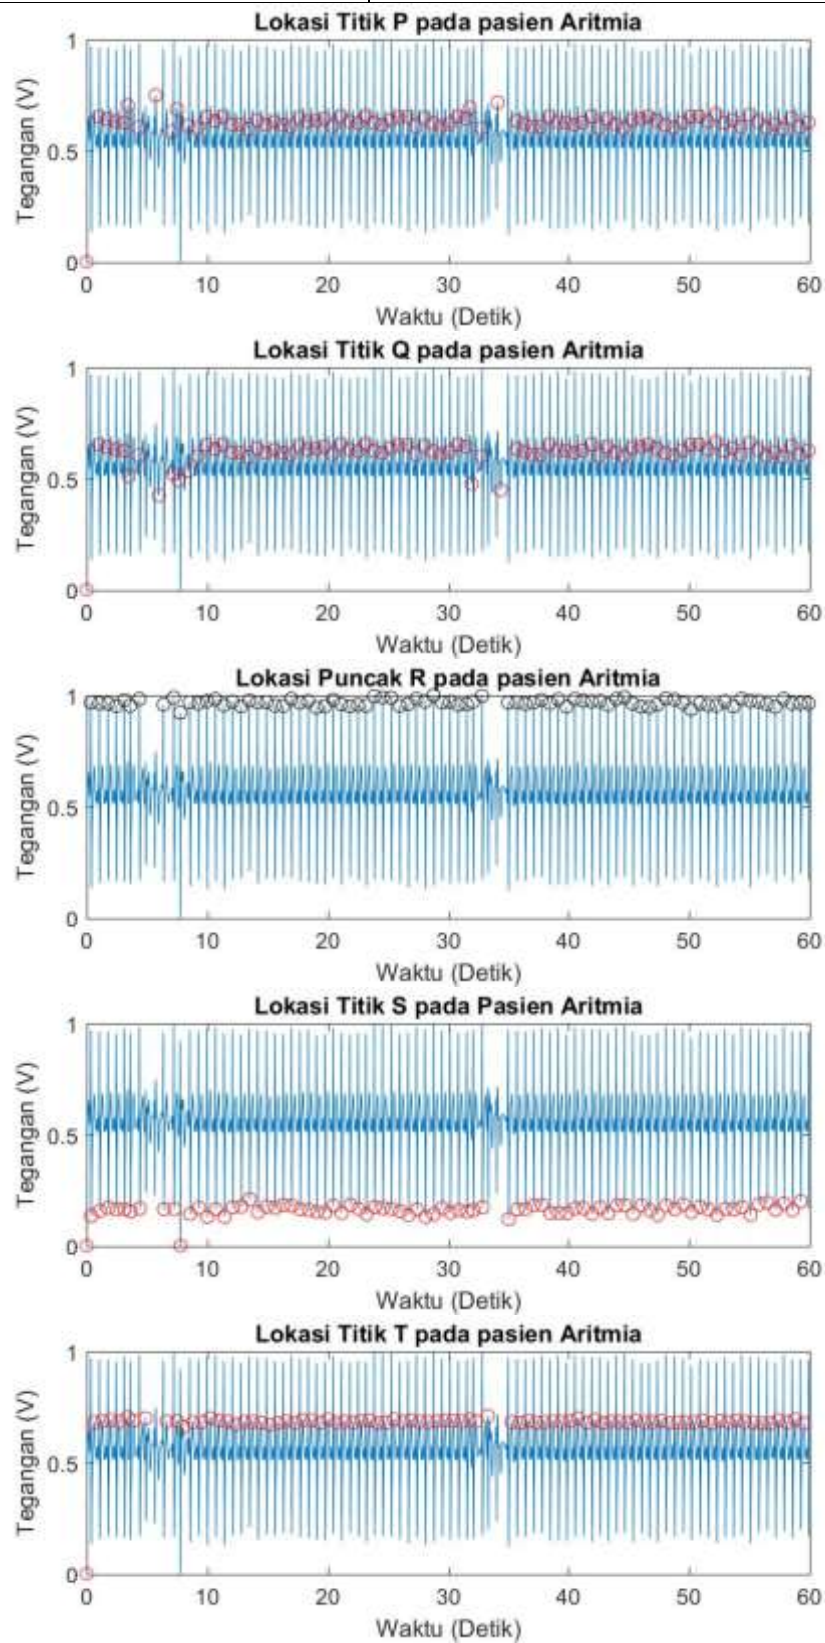 Lokasi Titik P pada pasien Aritmia
Tegangan (V)
1
0.5
0
0 10 20 30 40 50 60
Waktu (Detik)
Lokasi Titik Q pada pasien Aritmia
Tegangan (V)
1
0.5
0
0 10 20 30 40 50 60
Waktu (Detik)
Lokasi Puncak R pada pasien Aritmia
Tegangan (V)
1
0.5
0
0 10 20 30 40 50 60
Waktu (Detik)
Lokasi Titik S pada Pasien Aritmia
Tegangan (V)
1
0.5
0
0 10 20 30 40 50 60
Waktu (Detik)
Lokasi Titik T pada pasien Aritmia
Tegangan (V)
1
0.5
0
0 10 20 30 40 50 60
Waktu (Detik)